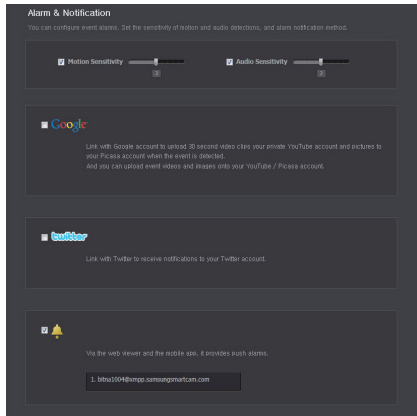 Alarm & Notification
You can configure event alarms. Set the sensitivity of motion and audio detections, and alarm notification method.
Motion Sensitivity
Audio Sensitivity
3
3
Google
Link with Google account to upload 30 second video clips your private YouTube account and pictures to
your Picasa account when the event is detected.
And you can upload event videos and images onto your YouTube / Picasa account.
twitter
Link with Twitter to receive notifications to your Twitter account.
Via the web viewer and the mobile app, it provides push alarms.
1. bitna1004@xmpp.samsungsmartcam.com